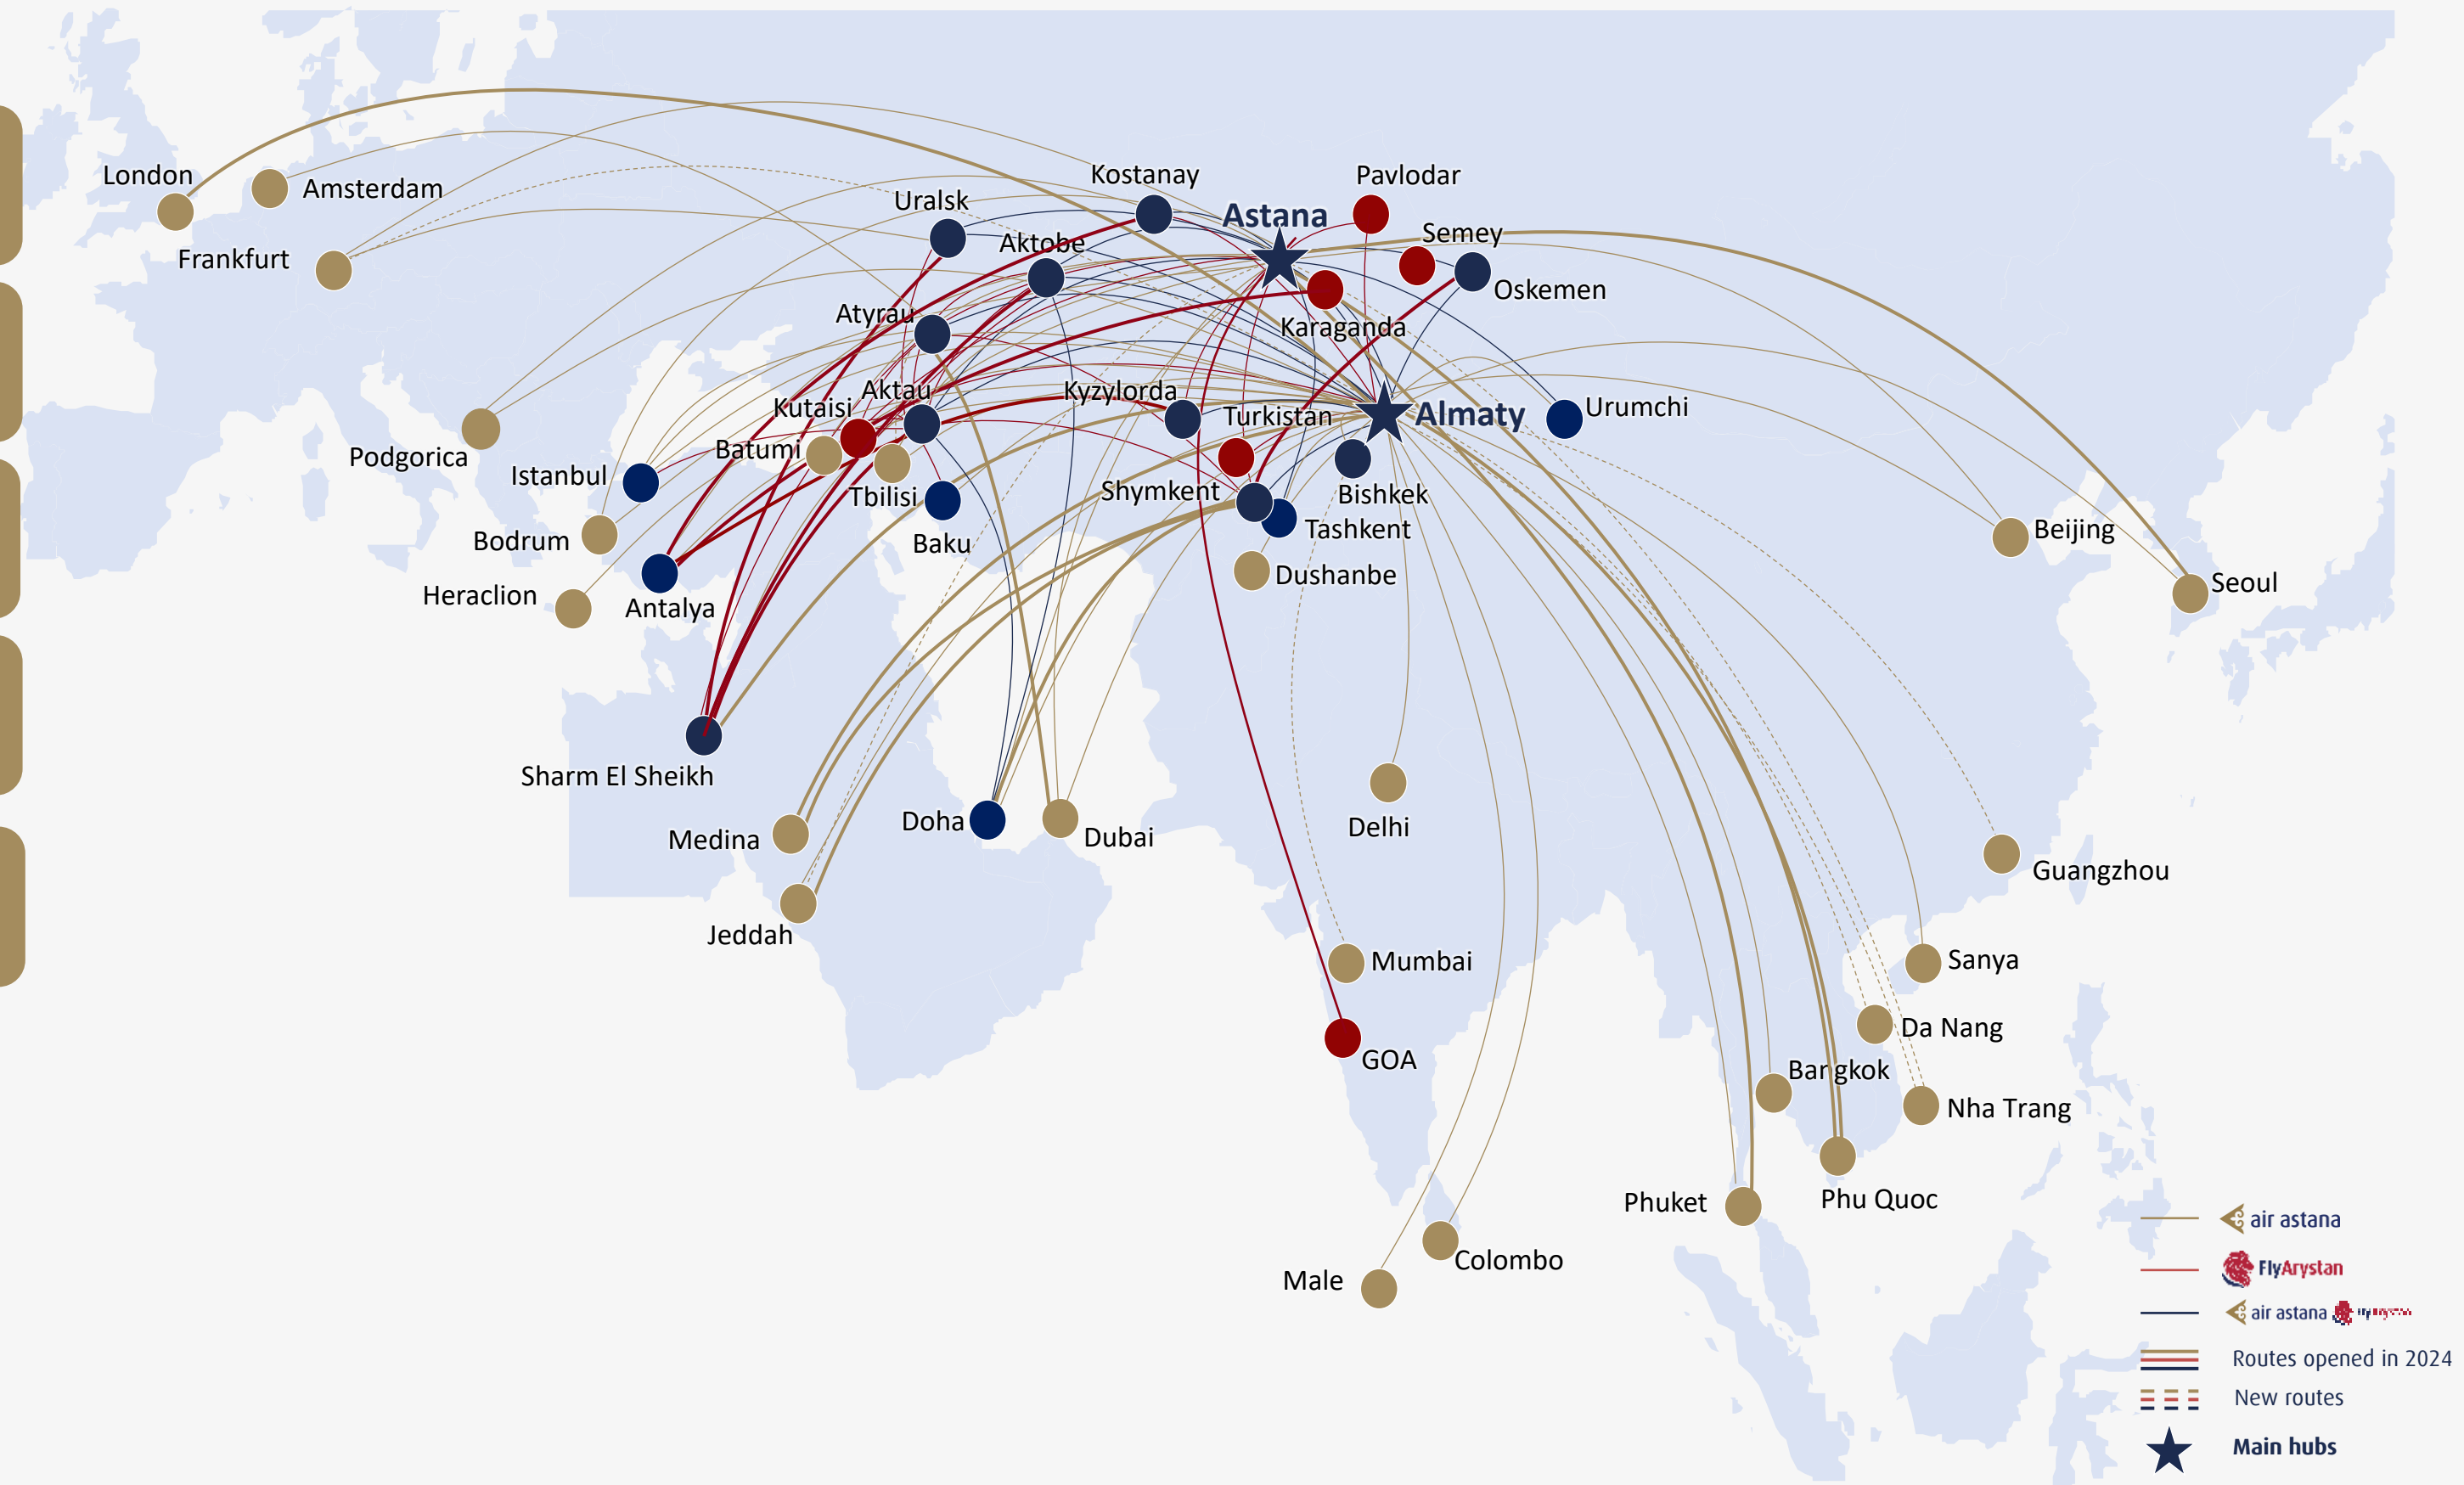 London
Amsterdam
Frankfurt
Kostanay
Pavlodar
Uralsk
Astana
Semey
Aktobe
Oskemen
Atyrau
Karaganda
Aktau
Kyzylorda
Kutaisi
Turkistan
Almaty
Urumchi
Podgorica
Batumi
Istanbul
Tbilisi
Shymkent
Bishkek
Bodrum
Baku
Tashkent
Beijing
Heraclion
Antalya
Dushanbe
Seoul
Sharm El Sheikh
Medina
Doha
Dubai
Delhi
Guangzhou
Jeddah
Mumbai
Sanya
Da Nang
GOA
Bangkok
Nha Trang
Phuket
Phu Quoc
Colombo
Male
air astana
FlyArystan
air astana
Routes opened in 2024
New routes
Main hubs